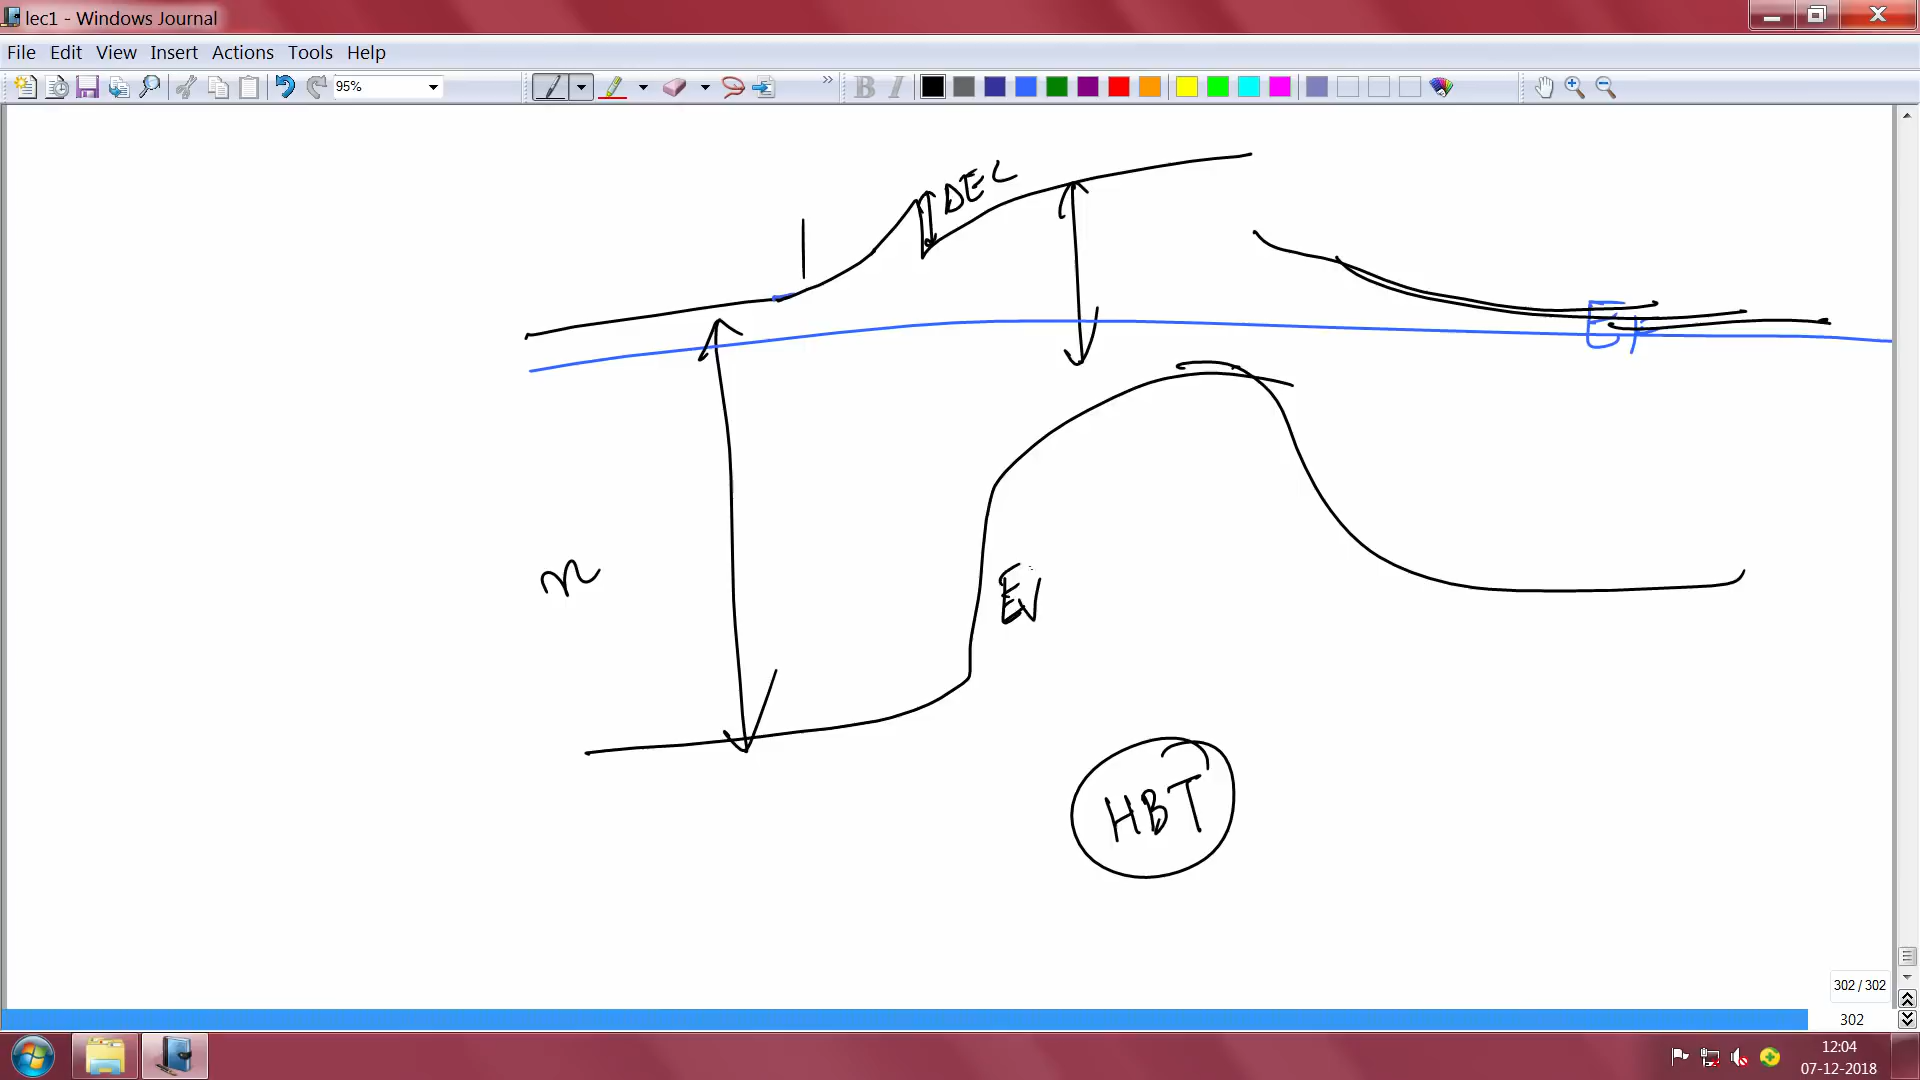 lec1 - Windows Journal
File Edit View Insert Actions Tools Help
95%
B I
ΔEC
EF
n
EV
HBT
302 / 302
302
12:04
07-12-2018